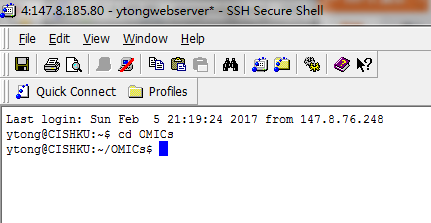 4:147.8.185.80 - ytongwebserver* - SSH Secure Shell
File Edit View Window Help
Quick Connect Profiles
Last login: Sun Feb  5 21:19:24 2017 from 147.8.76.248
ytong@CISHKU:~$ cd OMICs
ytong@CISHKU:~/OMICs$